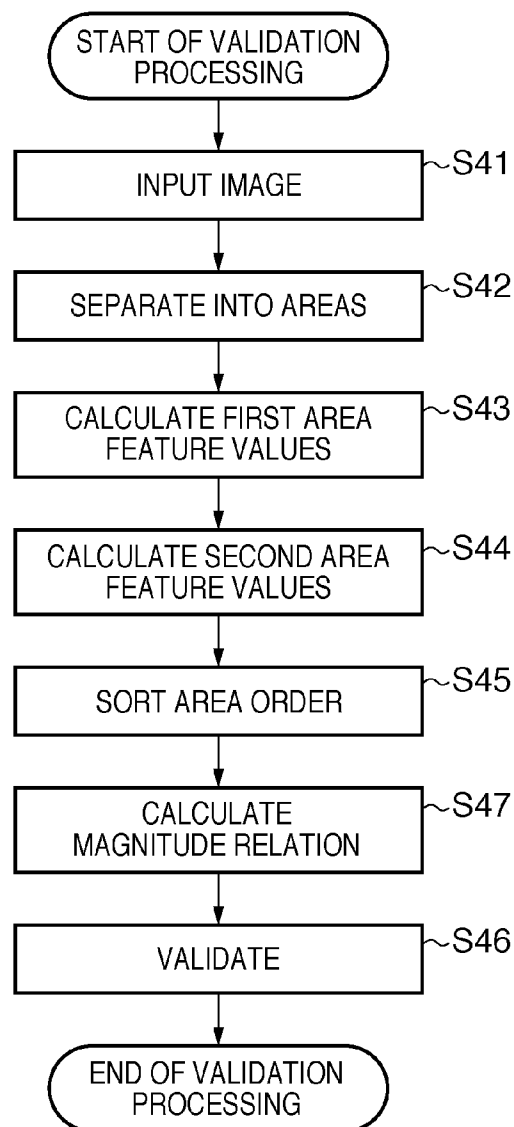 START OF VALIDATION
PROCESSING
INPUT IMAGE
S41
SEPARATE INTO AREAS
S42
CALCULATE FIRST AREA
FEATURE VALUES
S43
CALCULATE SECOND AREA
FEATURE VALUES
S44
SORT AREA ORDER
S45
CALCULATE
MAGNITUDE RELATION
S47
VALIDATE
S46
END OF VALIDATION
PROCESSING